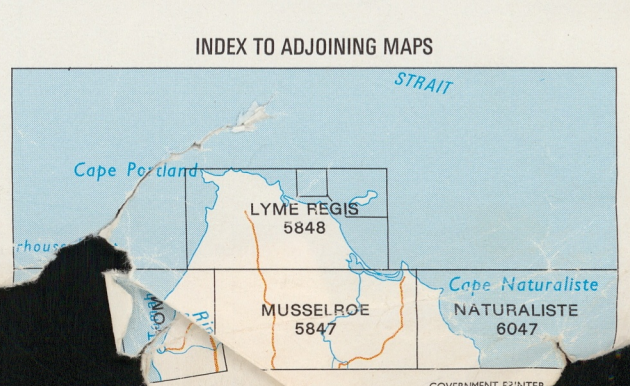 INDEX TO ADJOINING MAPS
STRAIT
Cape Portland
LYME REGIS
5848
Cape Naturaliste
MUSSELROE
5847
NATURALISTE
6047